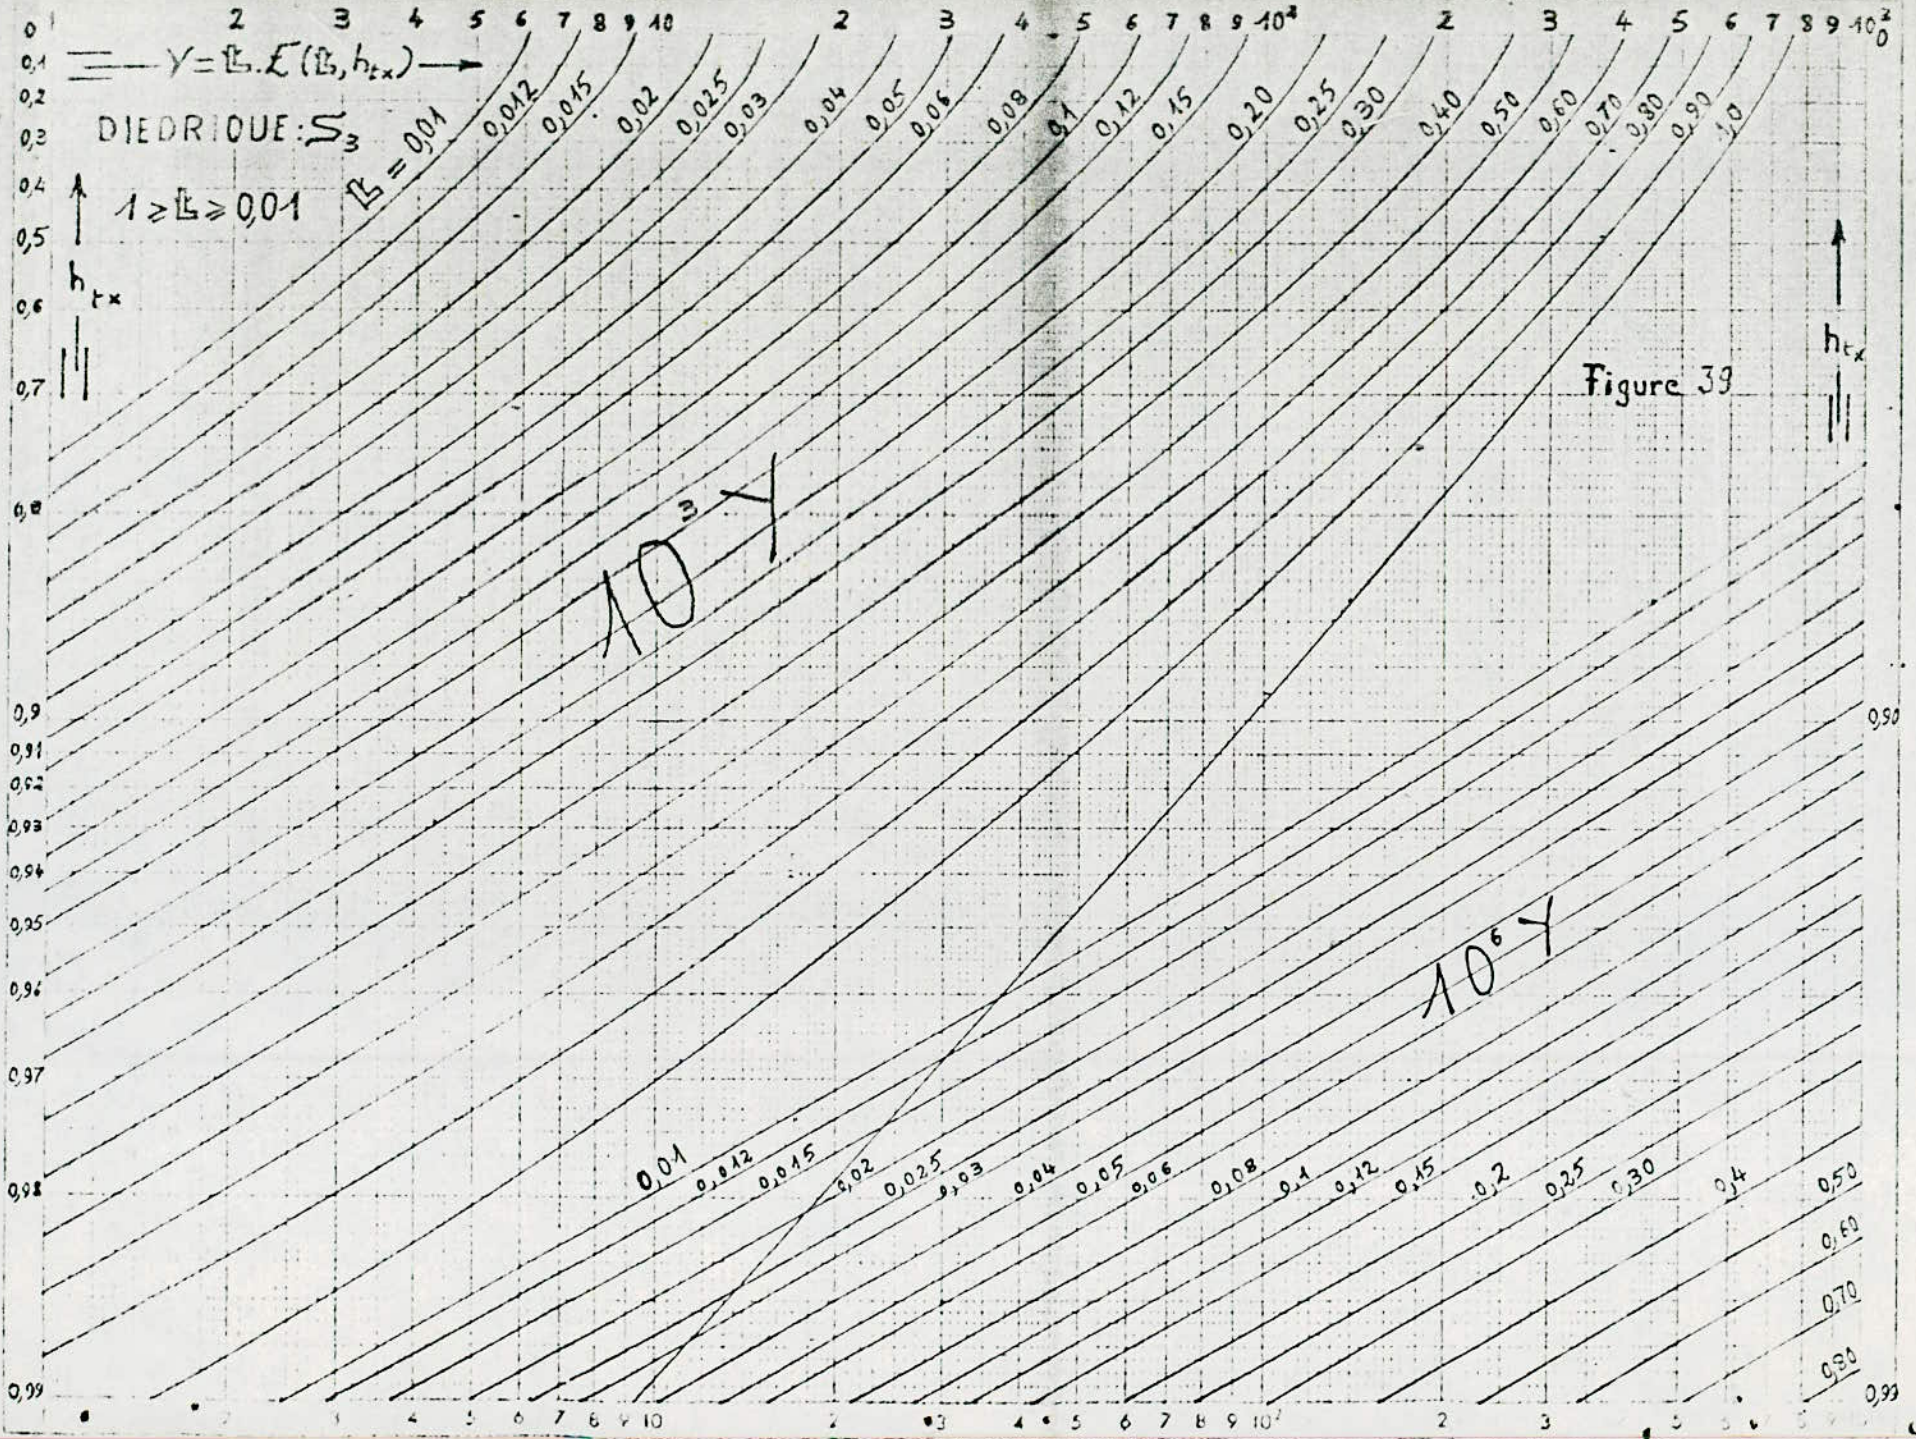 1 2 3 4 5 6 7 8 9 10 2 3 4 5 6 7 8 9 10² 2 3 4 5 6 7 8 9 10³
0 0
Y = 𝕃.£(𝕃, h_tx)
0,1
0,2
DIEDRIQUE: S₃
0,3
𝕃 = 0,01 0,012 0,015 0,02 0,025 0,03 0,04 0,05 0,06 0,08 0,1 0,12 0,15 0,20 0,25 0,30 0,40 0,50 0,60 0,70 0,80 0,90 1,0
0,4
1 ⩾ 𝕃 ⩾ 0,01
0,5
h_tx
0,6
h_tx
0,7
Figure 39
0,8
10³ Y
0,9 0,90
0,91
0,92
0,93
0,94
0,95
10⁶ Y
0,96
0,97
0,98
0,01 0,012 0,015 0,02 0,025 0,03 0,04 0,05 0,06 0,08 0,1 0,12 0,15 0,2 0,25 0,30 0,4 0,50
0,60
0,70
0,80
0,99 0,99
2 3 4 5 6 7 8 9 10 2 3 4 5 6 7 8 9 10² 2 3 5